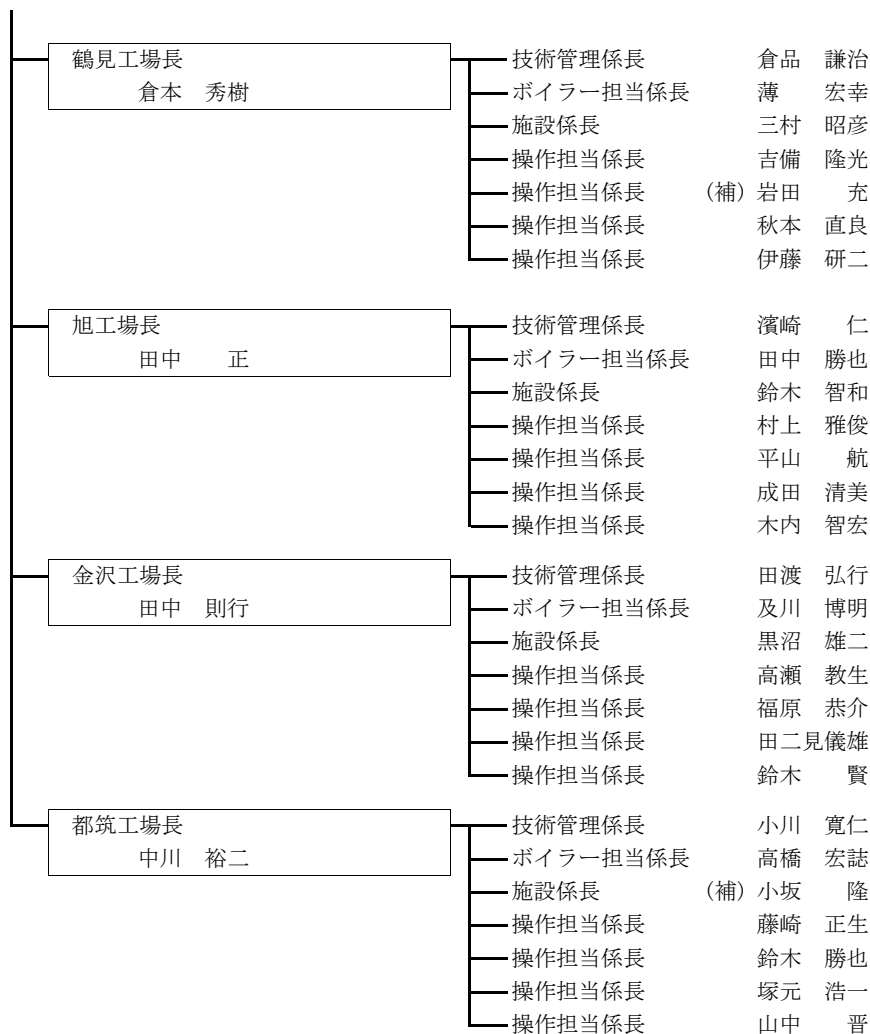 鶴見工場長 技術管理係長 倉品 謙治
倉本 秀樹 ボイラー担当係長 薄 宏幸
施設係長 三村 昭彦
操作担当係長 吉備 隆光
操作担当係長 （補）岩田 充
操作担当係長 秋本 直良
操作担当係長 伊藤 研二
旭工場長 技術管理係長 濱崎 仁
田中 正 ボイラー担当係長 田中 勝也
施設係長 鈴木 智和
操作担当係長 村上 雅俊
操作担当係長 平山 航
操作担当係長 成田 清美
操作担当係長 木内 智宏
金沢工場長 技術管理係長 田渡 弘行
田中 則行 ボイラー担当係長 及川 博明
施設係長 黒沼 雄二
操作担当係長 高瀬 教生
操作担当係長 福原 恭介
操作担当係長 田二見儀雄
操作担当係長 鈴木 賢
都筑工場長 技術管理係長 小川 寛仁
中川 裕二 ボイラー担当係長 高橋 宏誌
施設係長 （補）小坂 隆
操作担当係長 藤崎 正生
操作担当係長 鈴木 勝也
操作担当係長 塚元 浩一
操作担当係長 山中 晋